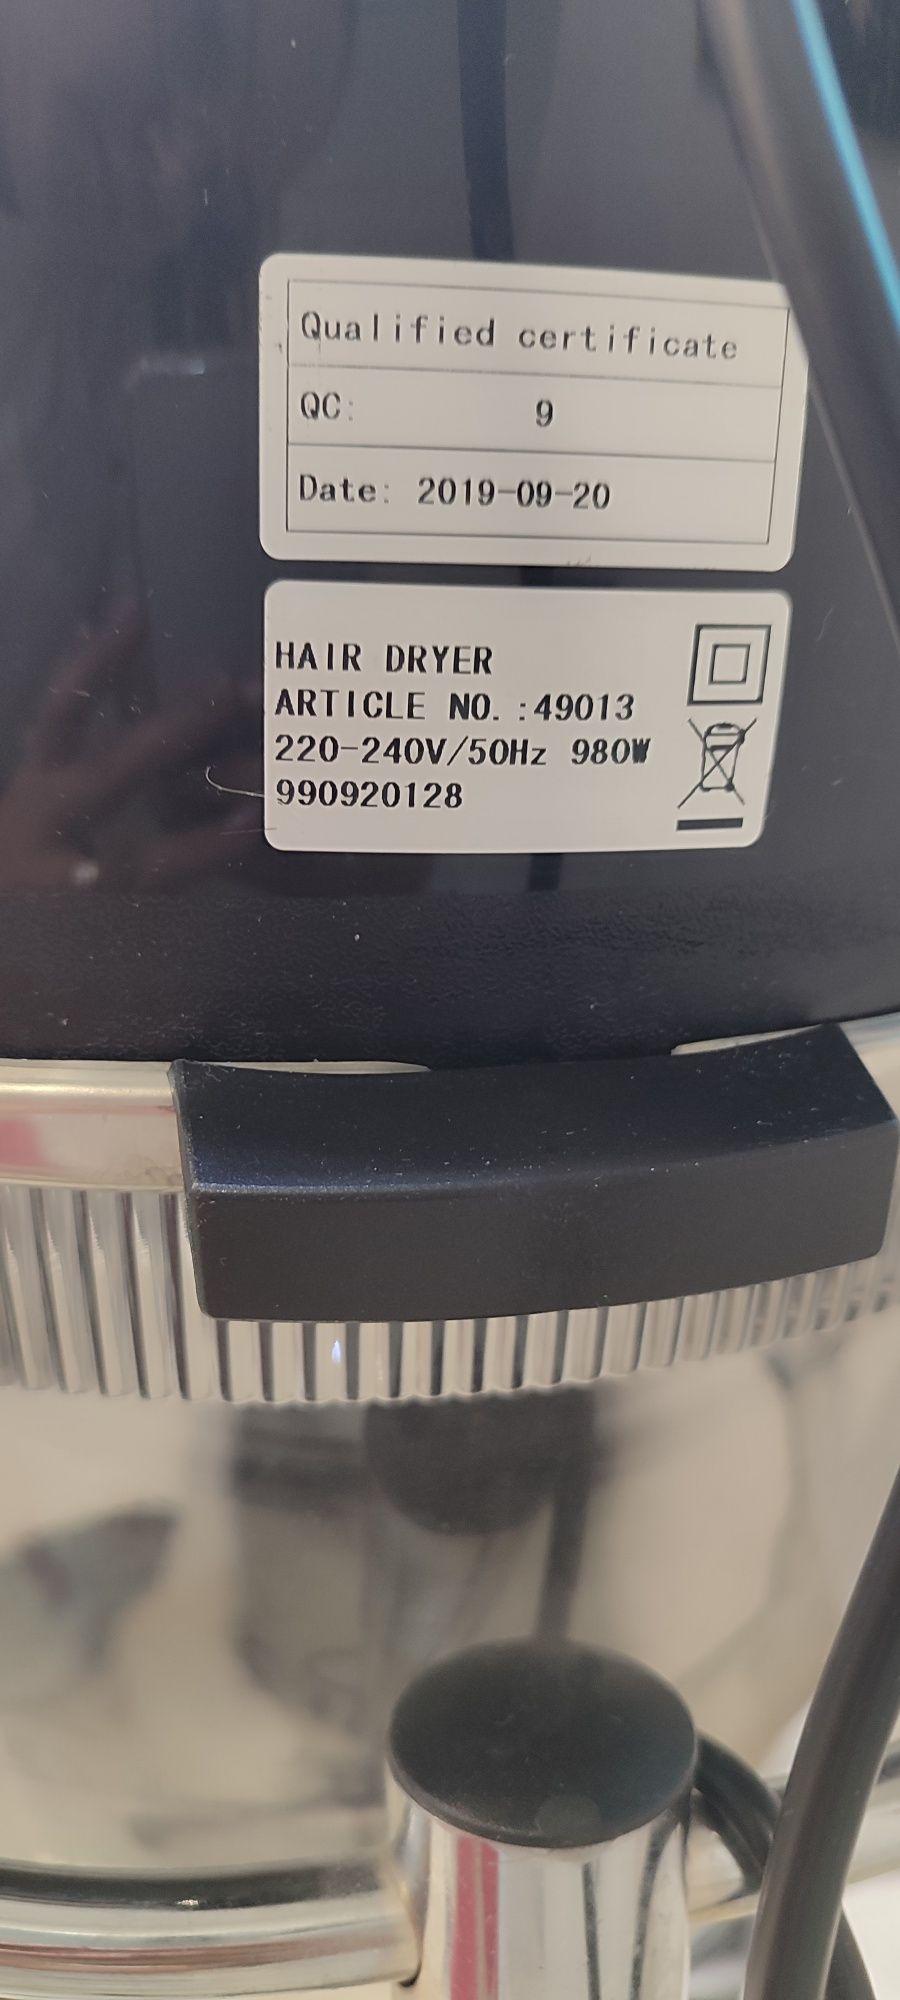 Qualified certificate
QC: 9
Date: 2019-09-20
HAIR DRYER
ARTICLE NO.:49013
220-240V/50Hz 980W
990920128